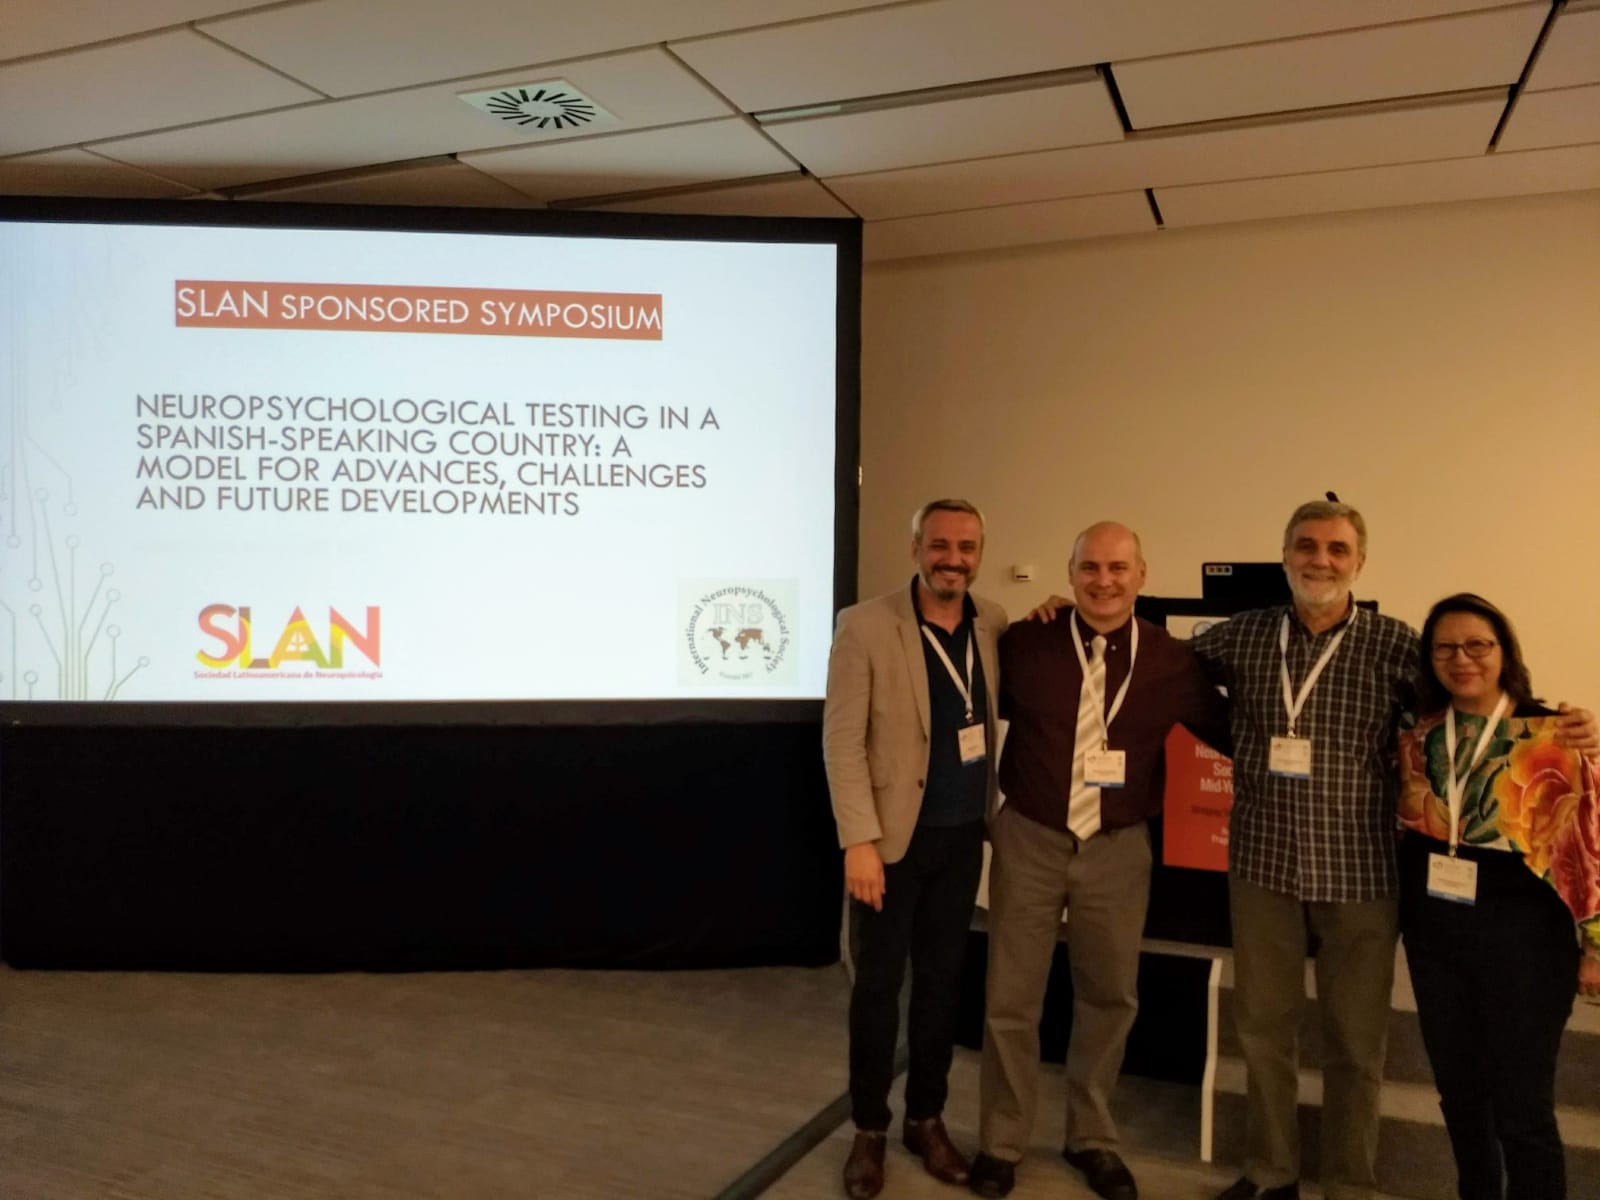 SLAN SPONSORED SYMPOSIUM
NEUROPSYCHOLOGICAL TESTING IN A
SPANISH-SPEAKING COUNTRY: A
MODEL FOR ADVANCES, CHALLENGES
AND FUTURE DEVELOPMENTS
SLAN
Sociedad Latinoamericana de Neuropsicología
International Neuropsychological Society
INS
Mid-Y